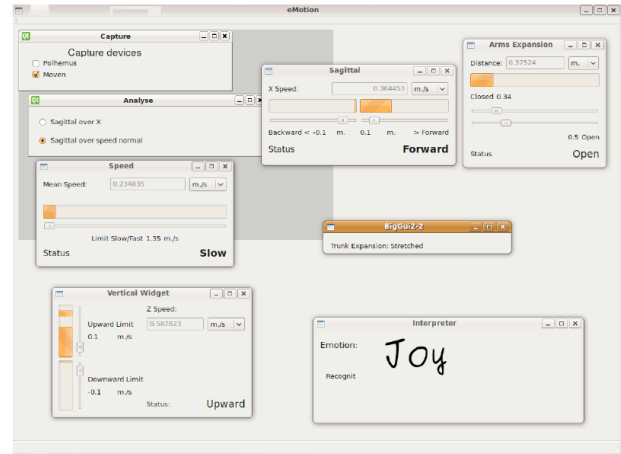 eMotion
Capture
Capture devices
Polhemus
Moven
Analyse
Sagittal over X
Sagittal over speed normal
Speed
Mean Speed: 0.234835 m./s
Limit Slow/Fast 1.35 m./s
Status Slow
Sagittal
X Speed: 0.364453 m./s
Backward < -0.1 m. 0.1 m. > Forward
Status Forward
Arms Expansion
Distance: 0.37524 m.
Closed 0.34
0.5 Open
Status Open
BigGui2-2
Trunk Expansion: Stretched
Vertical Widget
Z Speed:
Upward Limit 0.587823 m./s
0.1 m./s
Downward Limit
-0.1 m./s
Status: Upward
Interpreter
Emotion: Joy
Recognit